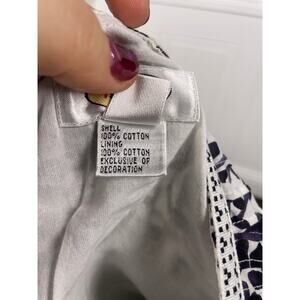 SHELL
100% COTTON
LINING
100% COTTON
EXCLUSIVE OF
DECORATION